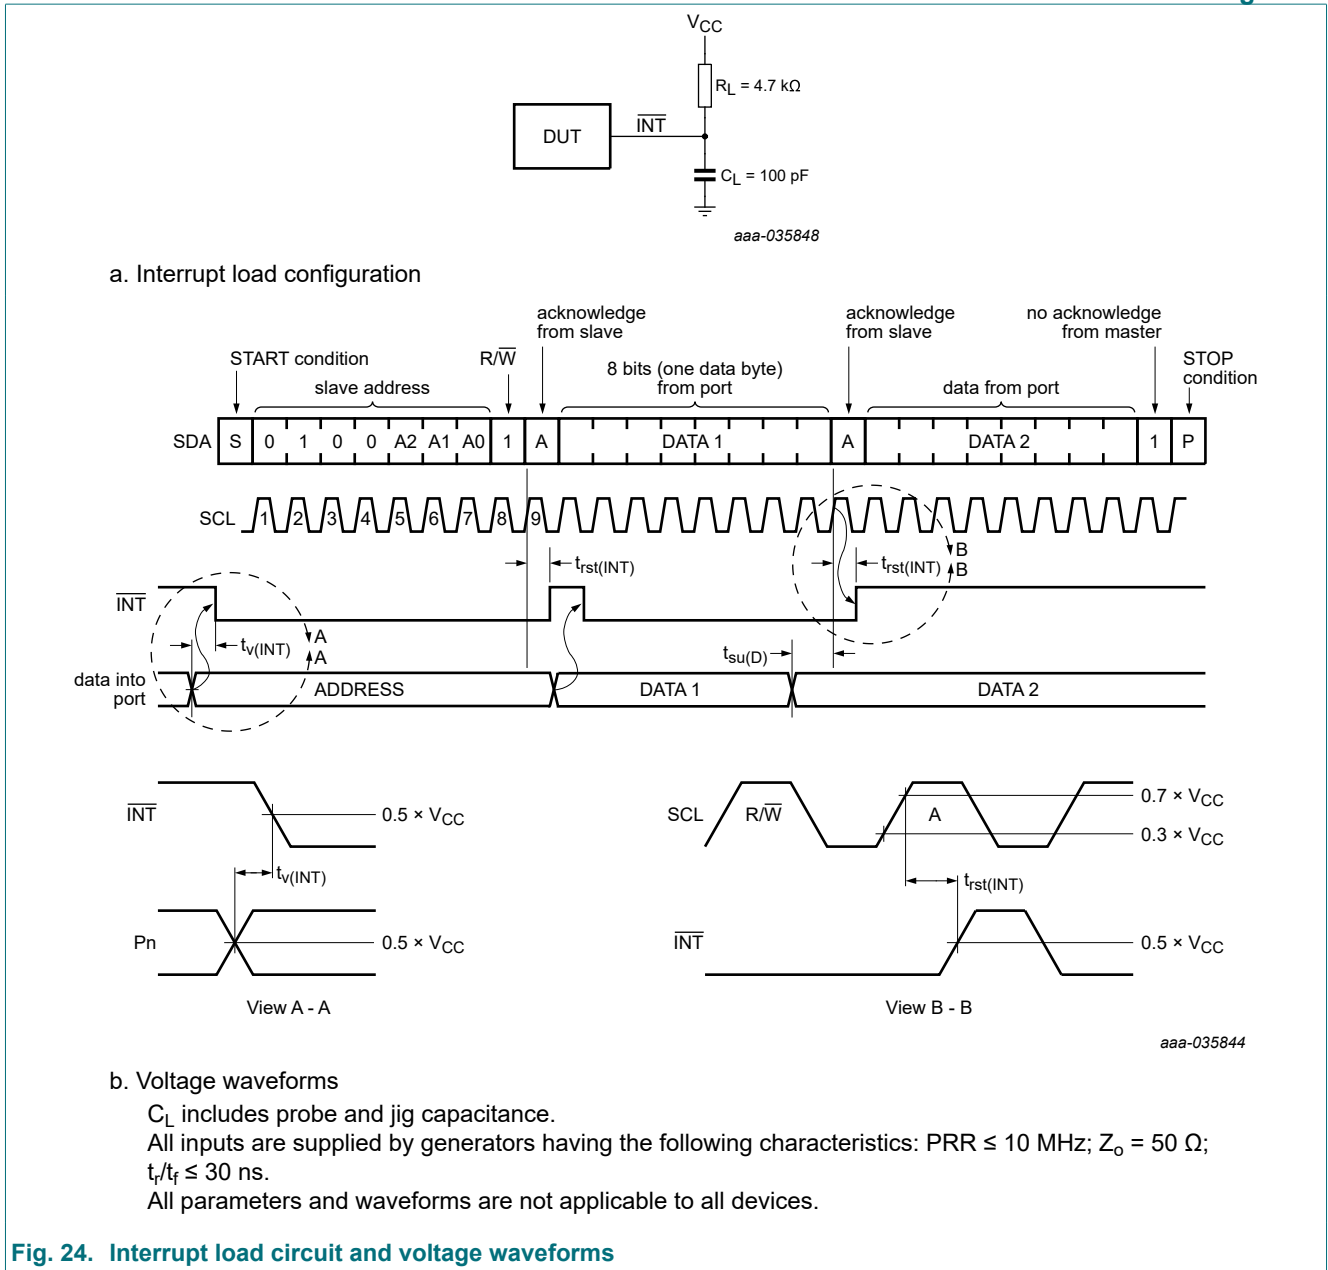 g
VCC
RL = 4.7 kΩ
DUT
INT
CL = 100 pF
aaa-035848
a. Interrupt load configuration
acknowledge
from slave
acknowledge
from slave
no acknowledge
from master
START condition
R/W
8 bits (one data byte)
from port
STOP
condition
slave address
data from port
SDA S 0 1 0 0 A2 A1 A0 1 A DATA 1 A DATA 2 1 P
SCL 1 2 3 4 5 6 7 8 9
B
B
trst(INT)
trst(INT)
INT
A
A
tv(INT)
tsu(D)
data into
port
ADDRESS
DATA 1
DATA 2
INT
0.5 × VCC
tv(INT)
Pn
0.5 × VCC
View A - A
SCL
R/W
A
0.7 × VCC
0.3 × VCC
trst(INT)
INT
0.5 × VCC
View B - B
aaa-035844
b. Voltage waveforms
CL includes probe and jig capacitance.
All inputs are supplied by generators having the following characteristics: PRR ≤ 10 MHz; Zo = 50 Ω;
tr/tf ≤ 30 ns.
All parameters and waveforms are not applicable to all devices.
Fig. 24. Interrupt load circuit and voltage waveforms